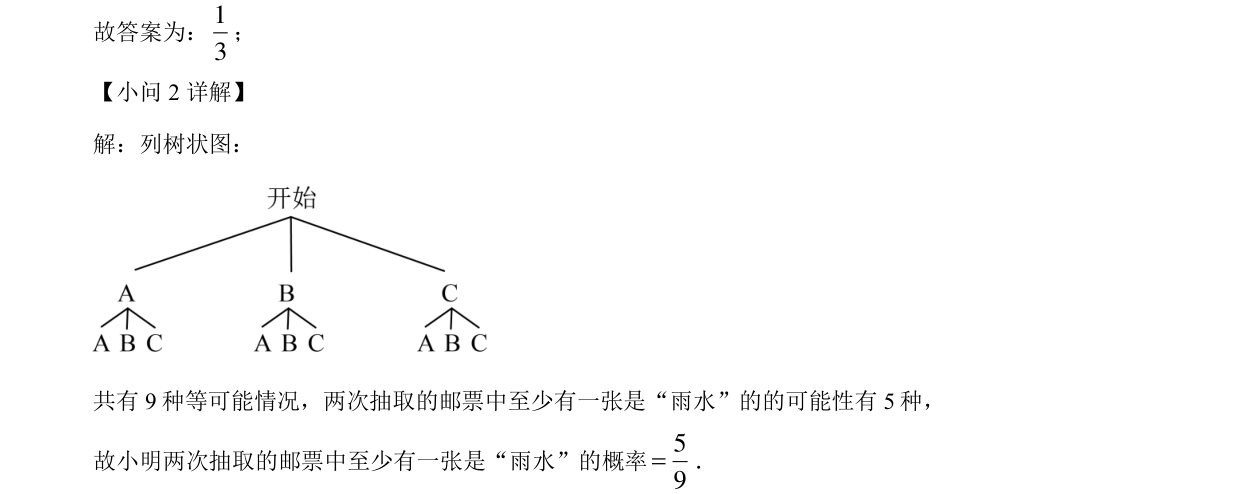 故答案为：1/3；
【小问 2 详解】
解：列树状图：
开始
A B C
A B C A B C A B C
共有 9 种等可能情况，两次抽取的邮票中至少有一张是“雨水”的的可能性有 5 种，
故小明两次抽取的邮票中至少有一张是“雨水”的概率＝5/9．